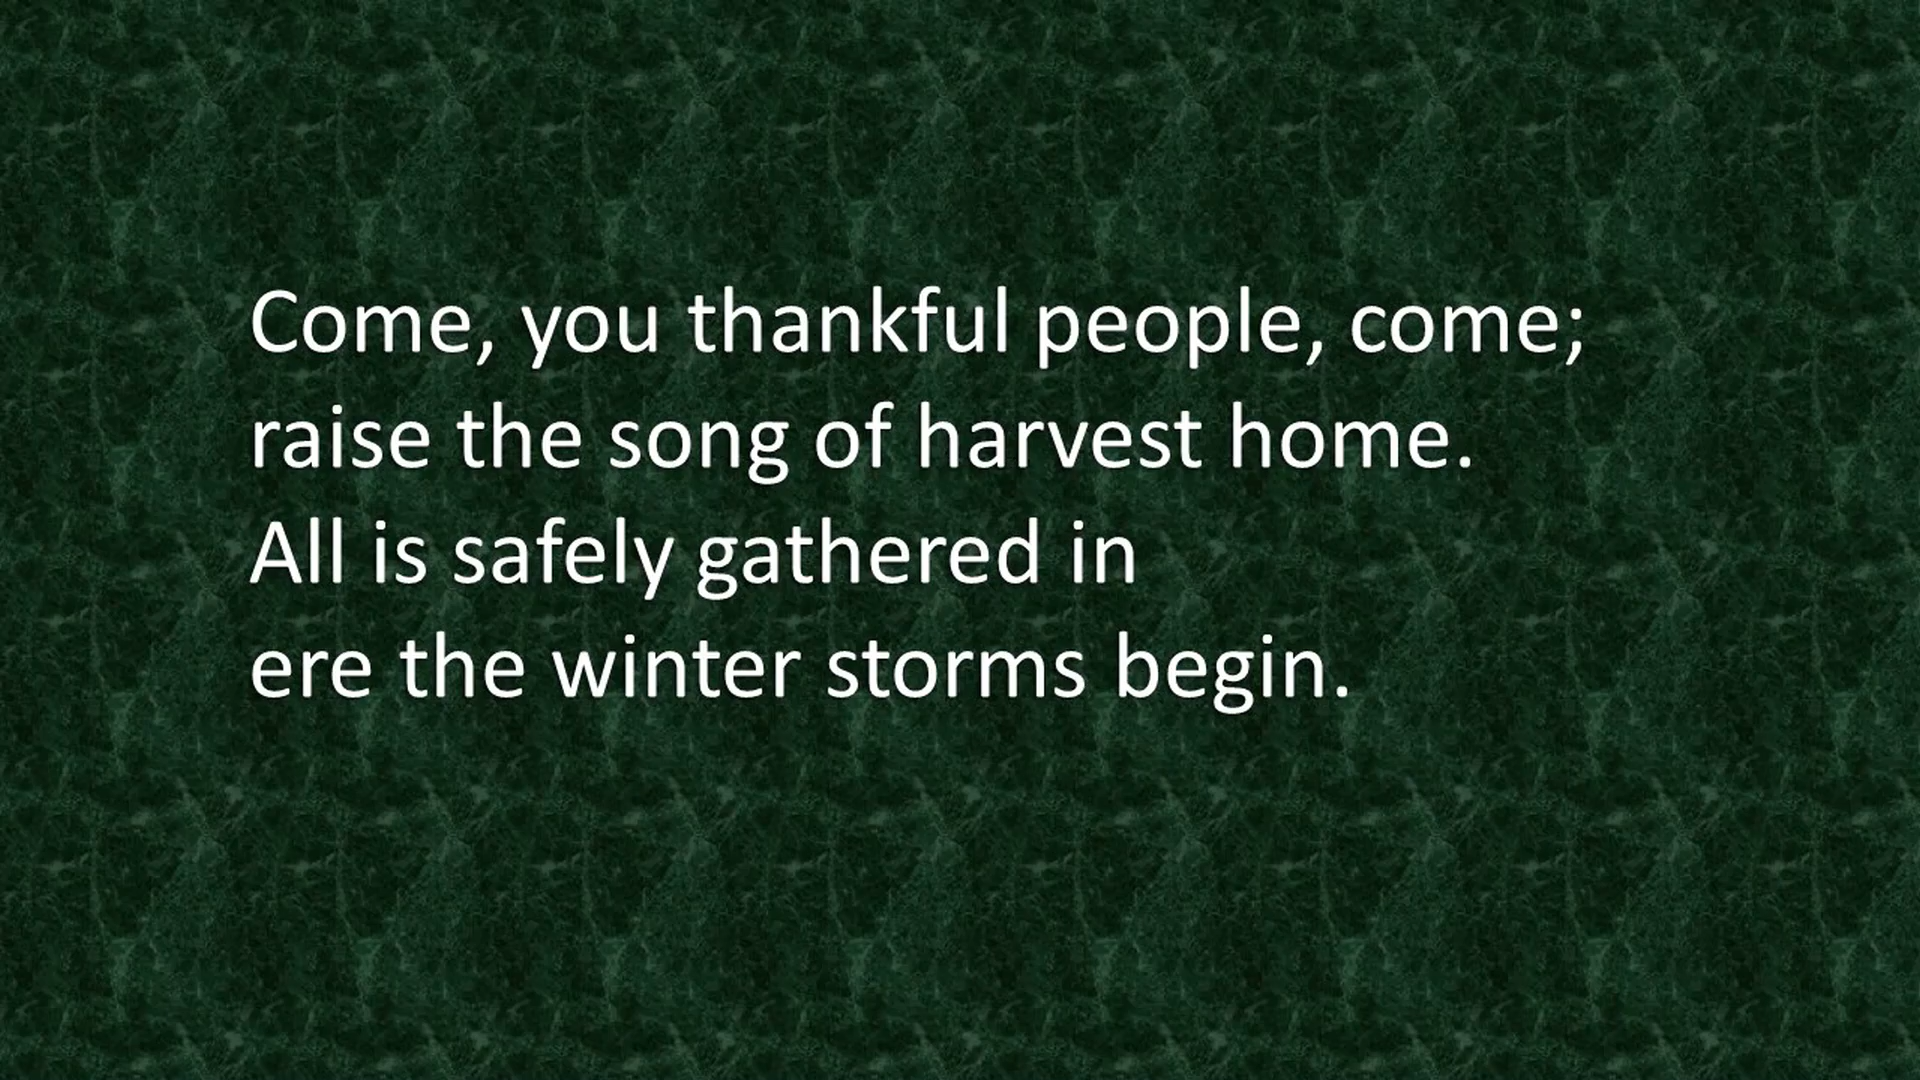 Come, you thankful people, come;
raise the song of harvest home.
All is safely gathered in
ere the winter storms begin.